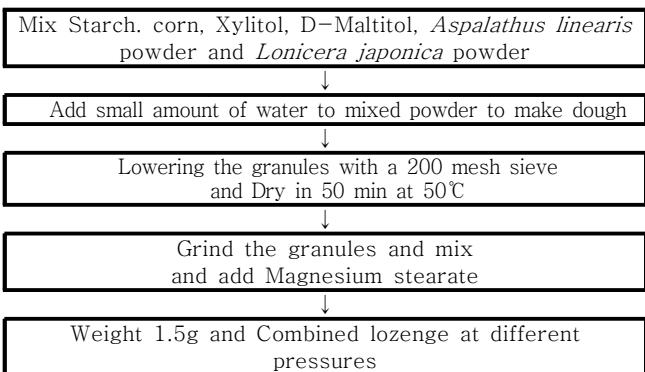 Mix Starch. corn, Xylitol, D-Maltitol, Aspalathus linearis
powder and Lonicera japonica powder
↓
Add small amount of water to mixed powder to make dough
↓
Lowering the granules with a 200 mesh sieve
and Dry in 50 min at 50℃
↓
Grind the granules and mix
and add Magnesium stearate
↓
Weight 1.5g and Combined lozenge at different
pressures